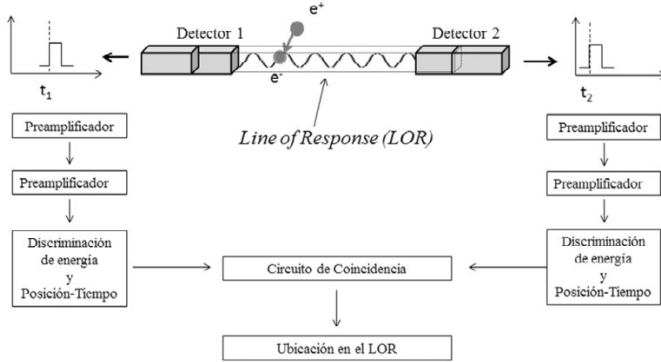 e⁺
Detector 1
Detector 2
e⁻
t₁
t₂
Line of Response (LOR)
Preamplificador
Preamplificador
Preamplificador
Preamplificador
Discriminación
de energía
y
Posición-Tiempo
Circuito de Coincidencia
Discriminación
de energía
y
Posición-Tiempo
Ubicación en el LOR